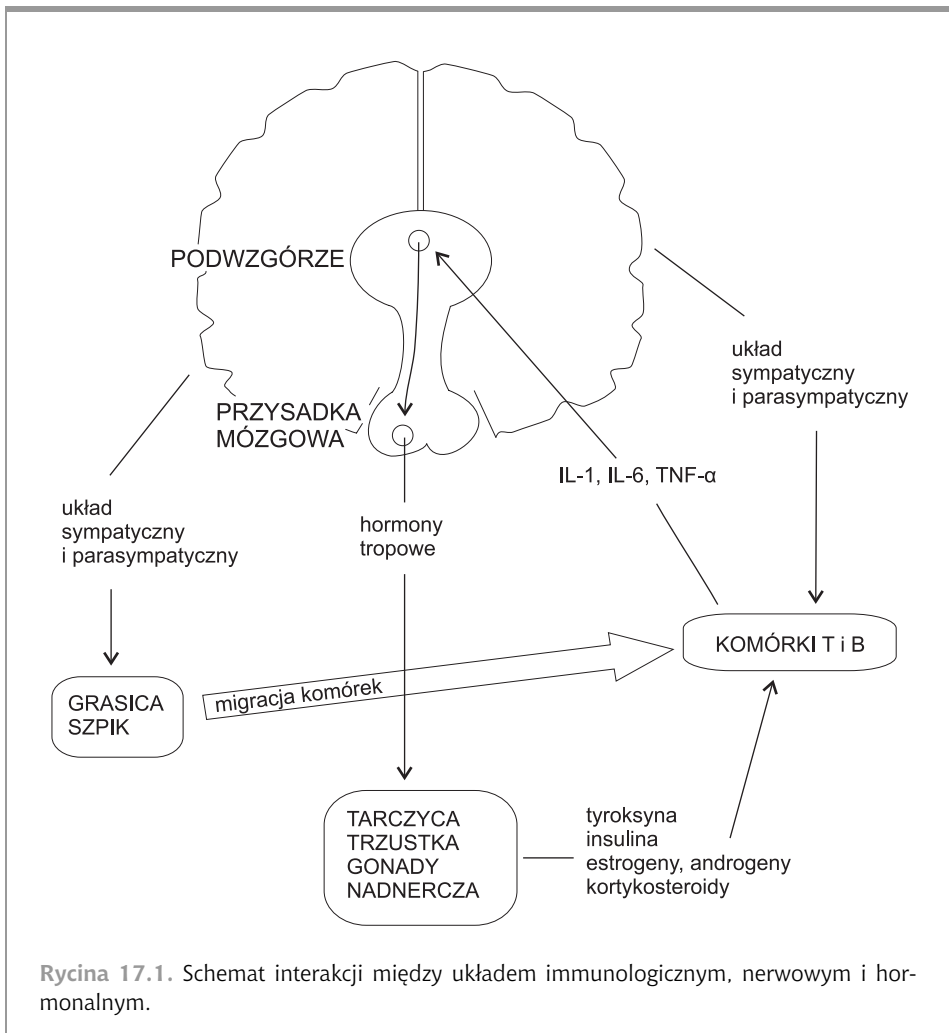 PODWZGÓRZE
układ
sympatyczny
i parasympatyczny
PRZYSADKA
MÓZGOWA
IL-1, IL-6, TNF-α
układ
sympatyczny
i parasympatyczny
hormony
tropowe
KOMÓRKI T i B
migracja komórek
GRASICA
SZPIK
TARCZYCA
TRZUSTKA
GONADY
NADNERCZA
tyroksyna
insulina
estrogeny, androgeny
kortykosteroidy
Rycina 17.1. Schemat interakcji między układem immunologicznym, nerwowym i hor-
monalnym.